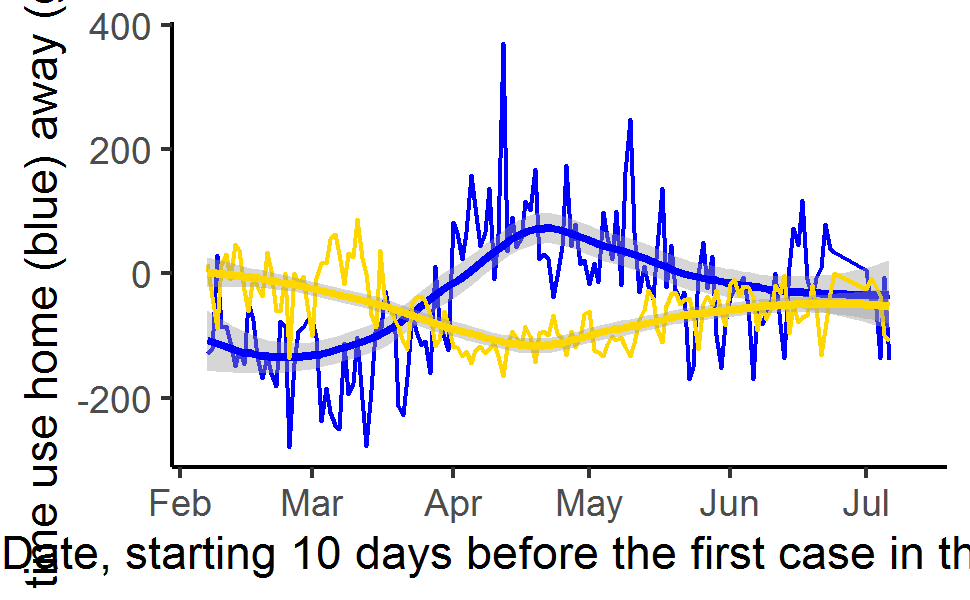 time use home (blue) away (
400
200
0
-200
Feb Mar Apr May Jun Jul
Date, starting 10 days before the first case in th